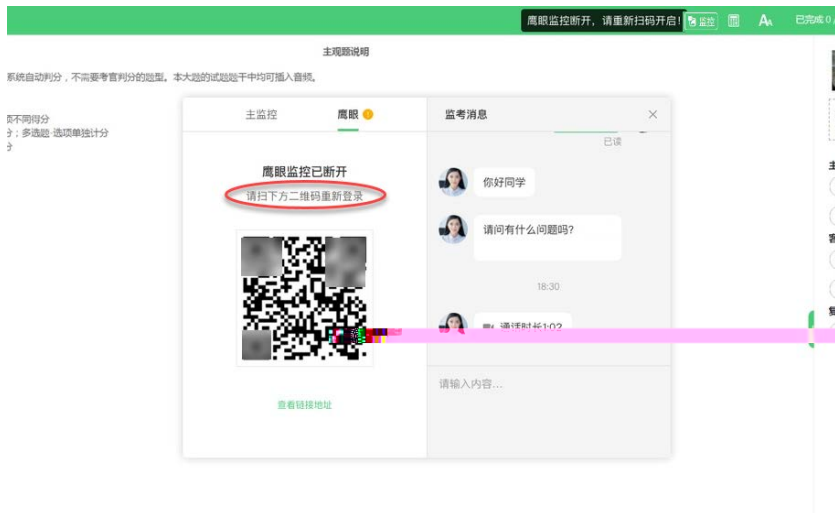 鹰眼监控断开，请重新扫码开启！
监控
AA
已完成 0 /
主观题说明
系统自动判分，不需要考官判分的题型。本大题的试题题干中均可插入音频。
项不同得分
分；多选题·选项单独计分
分
主监控
鹰眼
监考消息
已读
鹰眼监控已断开
请扫下方二维码重新登录
你好同学
请问有什么问题吗?
18:30
通话时长1:02
查看链接地址
请输入内容...
主
客